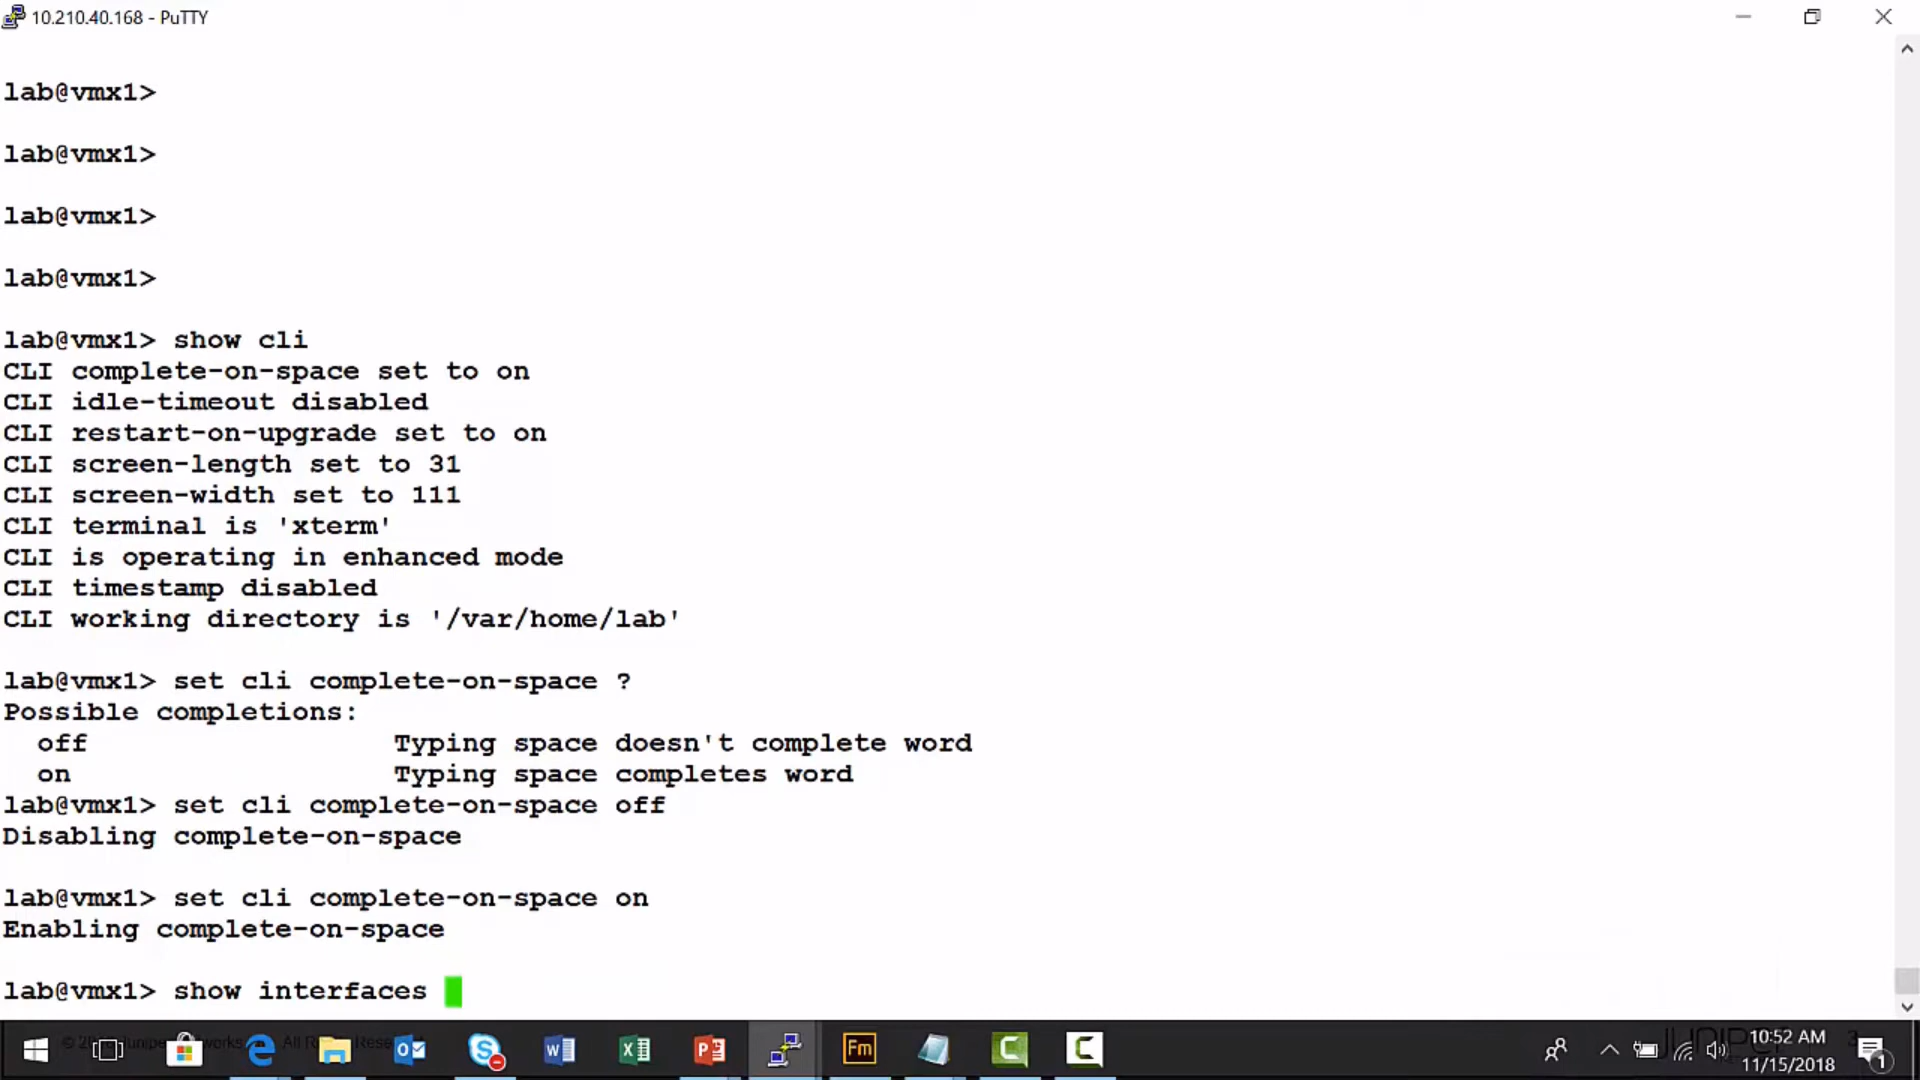 10.210.40.168 - PuTTY
lab@vmx1>
lab@vmx1>
lab@vmx1>
lab@vmx1>
lab@vmx1> show cli
CLI complete-on-space set to on
CLI idle-timeout disabled
CLI restart-on-upgrade set to on
CLI screen-length set to 31
CLI screen-width set to 111
CLI terminal is 'xterm'
CLI is operating in enhanced mode
CLI timestamp disabled
CLI working directory is '/var/home/lab'
lab@vmx1> set cli complete-on-space ?
Possible completions:
off Typing space doesn't complete word
on Typing space completes word
lab@vmx1> set cli complete-on-space off
Disabling complete-on-space
lab@vmx1> set cli complete-on-space on
Enabling complete-on-space
lab@vmx1> show interfaces
10:52 AM
11/15/2018
1